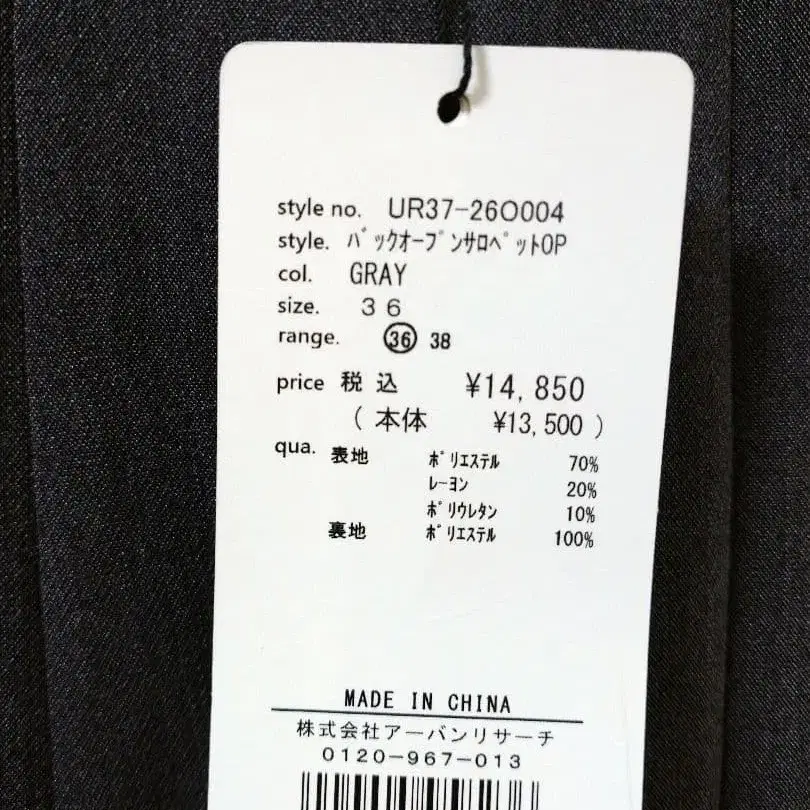 style no. UR37-26O004
style. ﾊﾞｯｸｵｰﾌﾟﾝｻﾛﾍﾟｯﾄOP
col. GRAY
size. 36
range. 36 38
price 税込 ¥14,850
( 本体 ¥13,500 )
qua. 表地 ﾎﾟﾘｴｽﾃﾙ 70%
ﾚｰﾖﾝ 20%
ﾎﾟﾘｳﾚﾀﾝ 10%
裏地 ﾎﾟﾘｴｽﾃﾙ 100%
MADE IN CHINA
株式会社アーバンリサーチ
0120-967-013